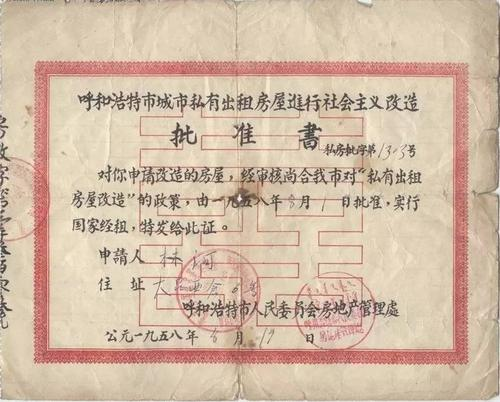 呼和浩特市城市私有出租房屋進行社会主义改造
批准書
私房批字第13-3号
对你申請改造的房屋，經审核尚合我市对“私有出租
房屋改造”的政策，由一九五八年8月1日批准，实行
国家經租，特发給此証。
申請人 林
住址 大 6号
呼和浩特市人民委員会房地产管理處
公元一九五八年8月19日